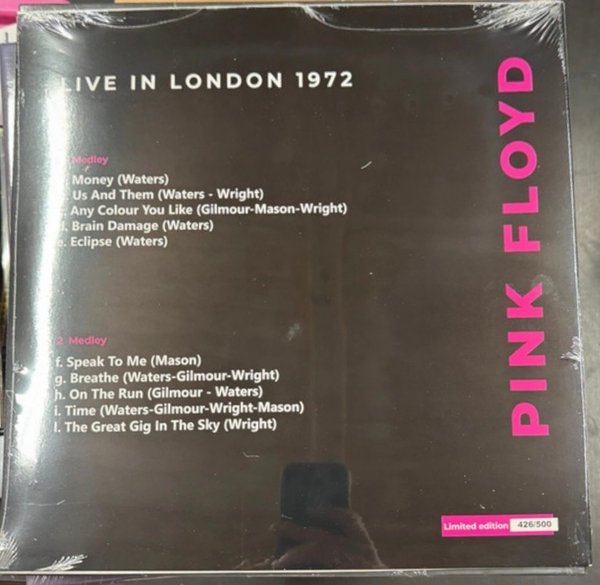 LIVE IN LONDON 1972
Medley
Money (Waters)
Us And Them (Waters - Wright)
c. Any Colour You Like (Gilmour-Mason-Wright)
d. Brain Damage (Waters)
e. Eclipse (Waters)
2 Medley
f. Speak To Me (Mason)
g. Breathe (Waters-Gilmour-Wright)
h. On The Run (Gilmour - Waters)
i. Time (Waters-Gilmour-Wright-Mason)
l. The Great Gig In The Sky (Wright)
PINK FLOYD
Limited edition 426/500